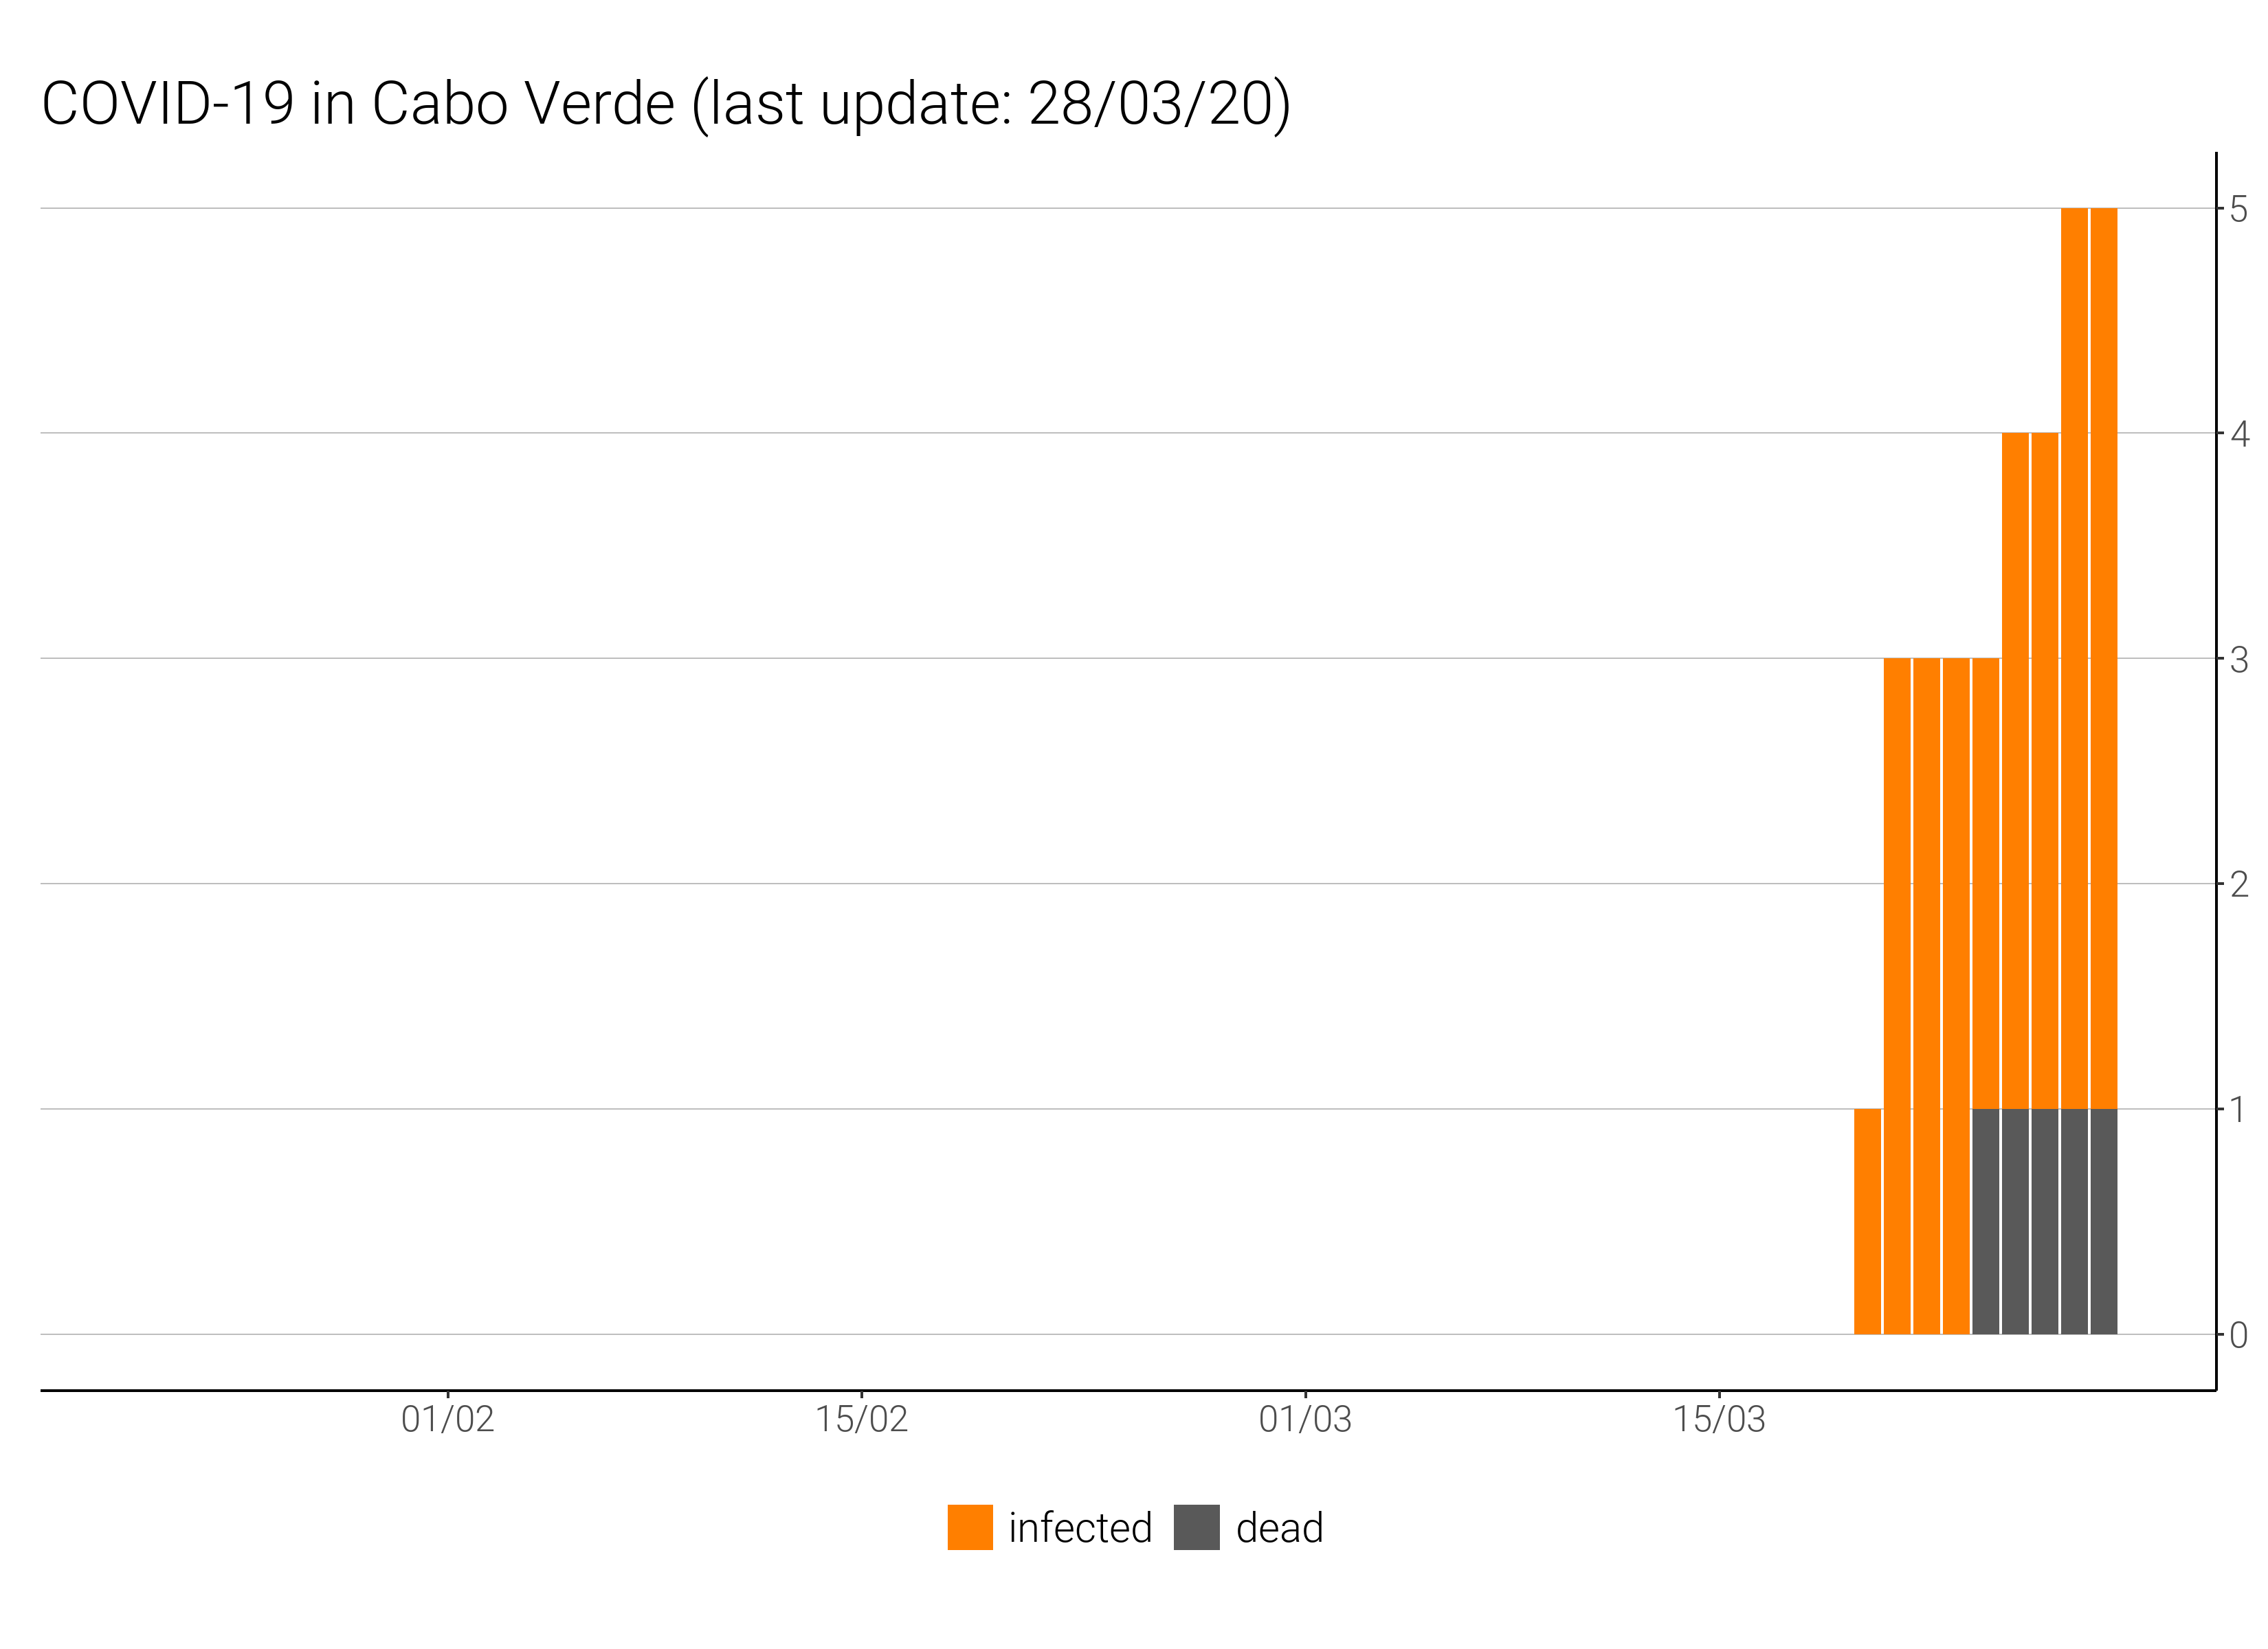 COVID-19 in Cabo Verde (last update: 28/03/20)
5
4
3
2
1
0
01/02 15/02 01/03 15/03
infected dead